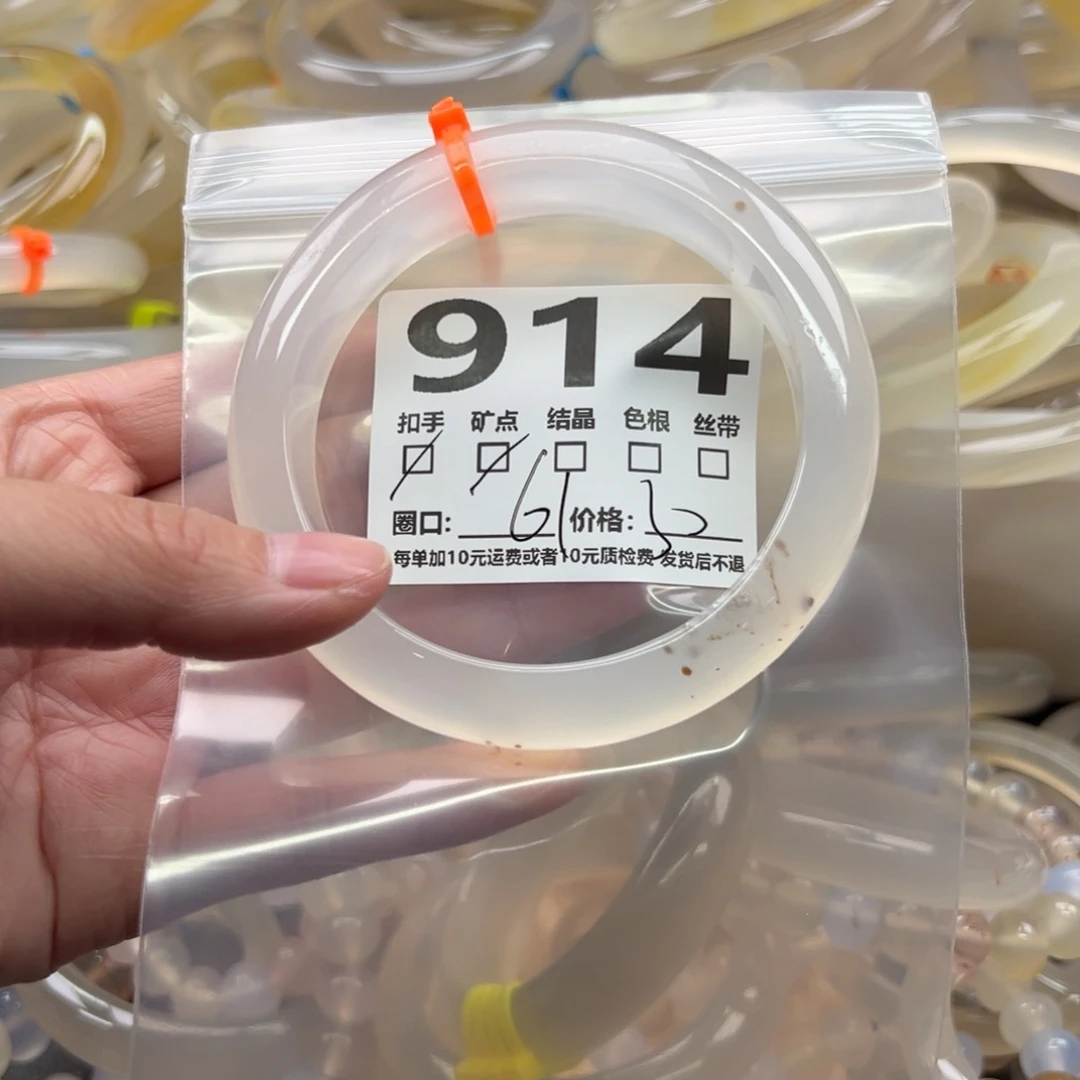 914
扣手 矿点 结晶 色根 丝带
圈口: 61 价格:
每单加10元运费或者10元质检费 发货后不退